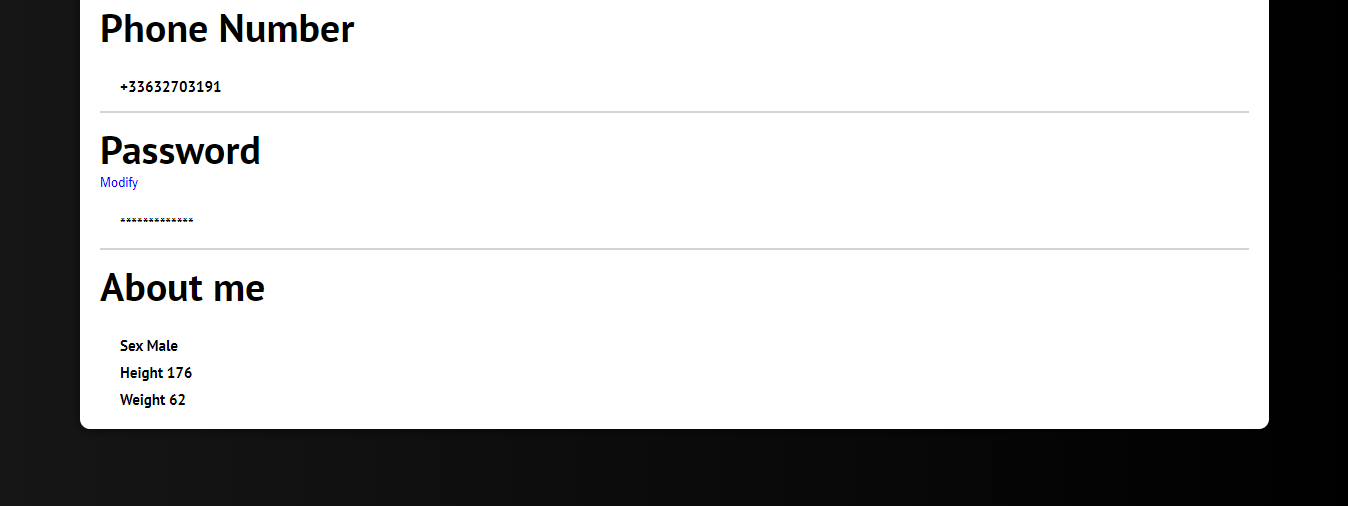 Phone Number
+33632703191
Password
Modify
*************
About me
Sex Male
Height 176
Weight 62